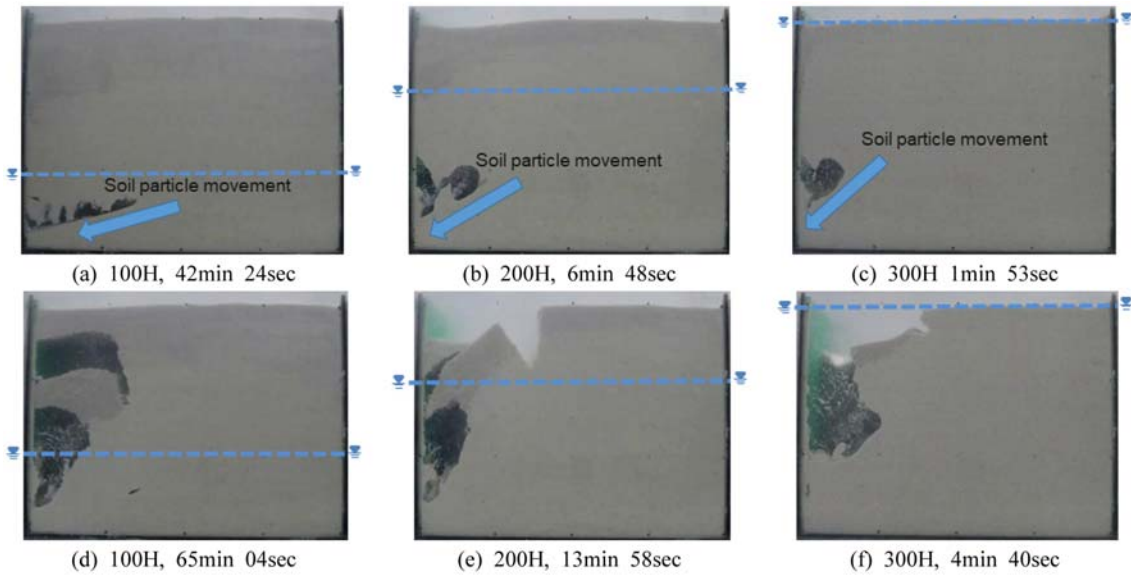 Soil particle movement
Soil particle movement
Soil particle movement
(a) 100H, 42min 24sec
(b) 200H, 6min 48sec
(c) 300H 1min 53sec
(d) 100H, 65min 04sec
(e) 200H, 13min 58sec
(f) 300H, 4min 40sec